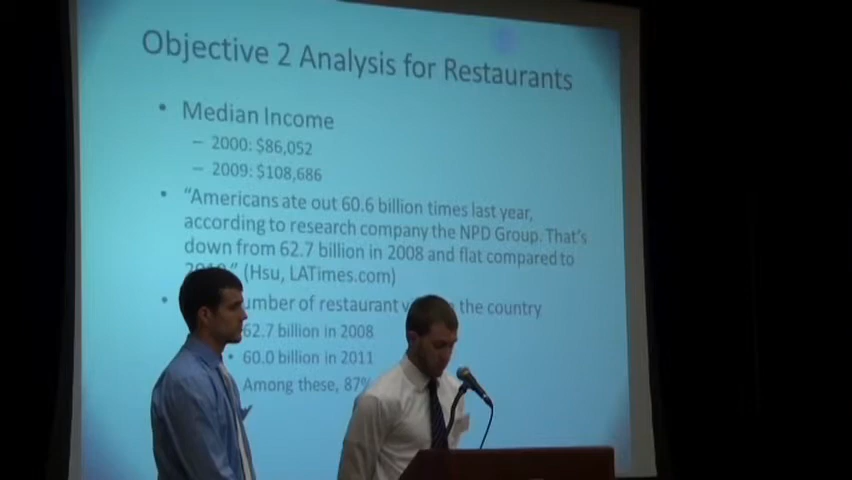 Objective 2 Analysis for Restaurants
• Median Income
– 2000: $86,052
– 2009: $108,686
• "Americans ate out 60.6 billion times last year,
according to research company the NPD Group. That's
down from 62.7 billion in 2008 and flat compared to
" (Hsu, LATimes.com)
• of restaurant the country
62.7 billion in 2008
• 60.0 billion in 2011
Among these, 87%